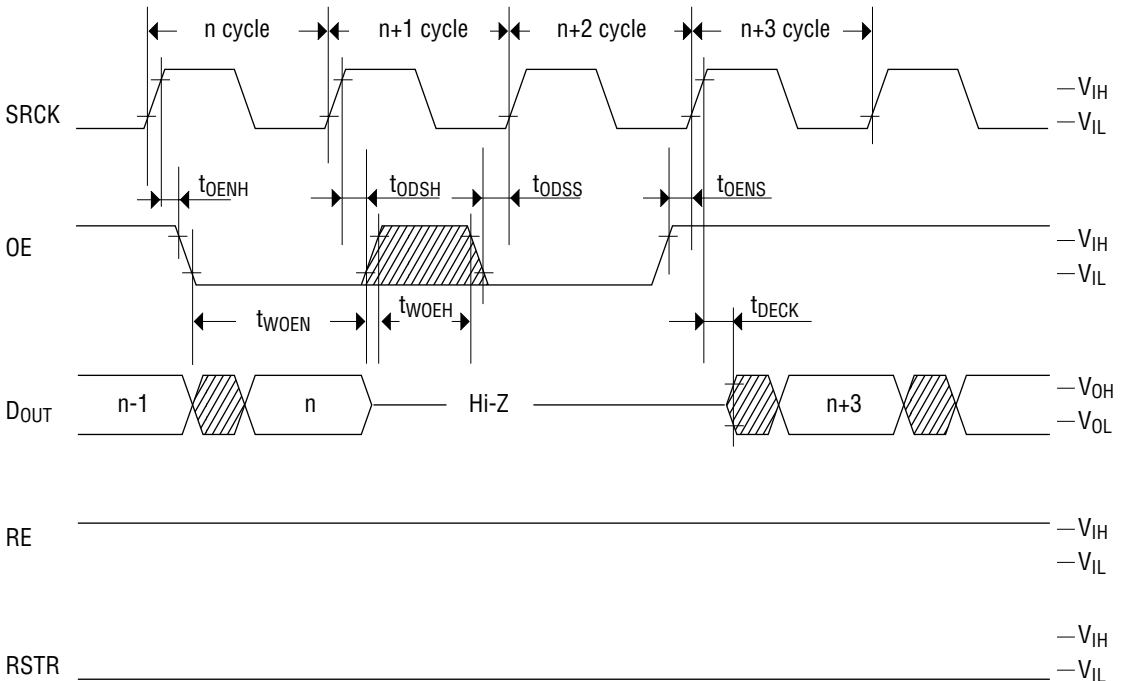 n cycle n+1 cycle n+2 cycle n+3 cycle
SRCK
VIH
VIL
tOENH tODSH tODSS tOENS
OE
VIH
VIL
tWOEN tWOEH tDECK
DOUT n-1 n Hi-Z n+3
VOH
VOL
RE
VIH
VIL
VIH
RSTR
VIL